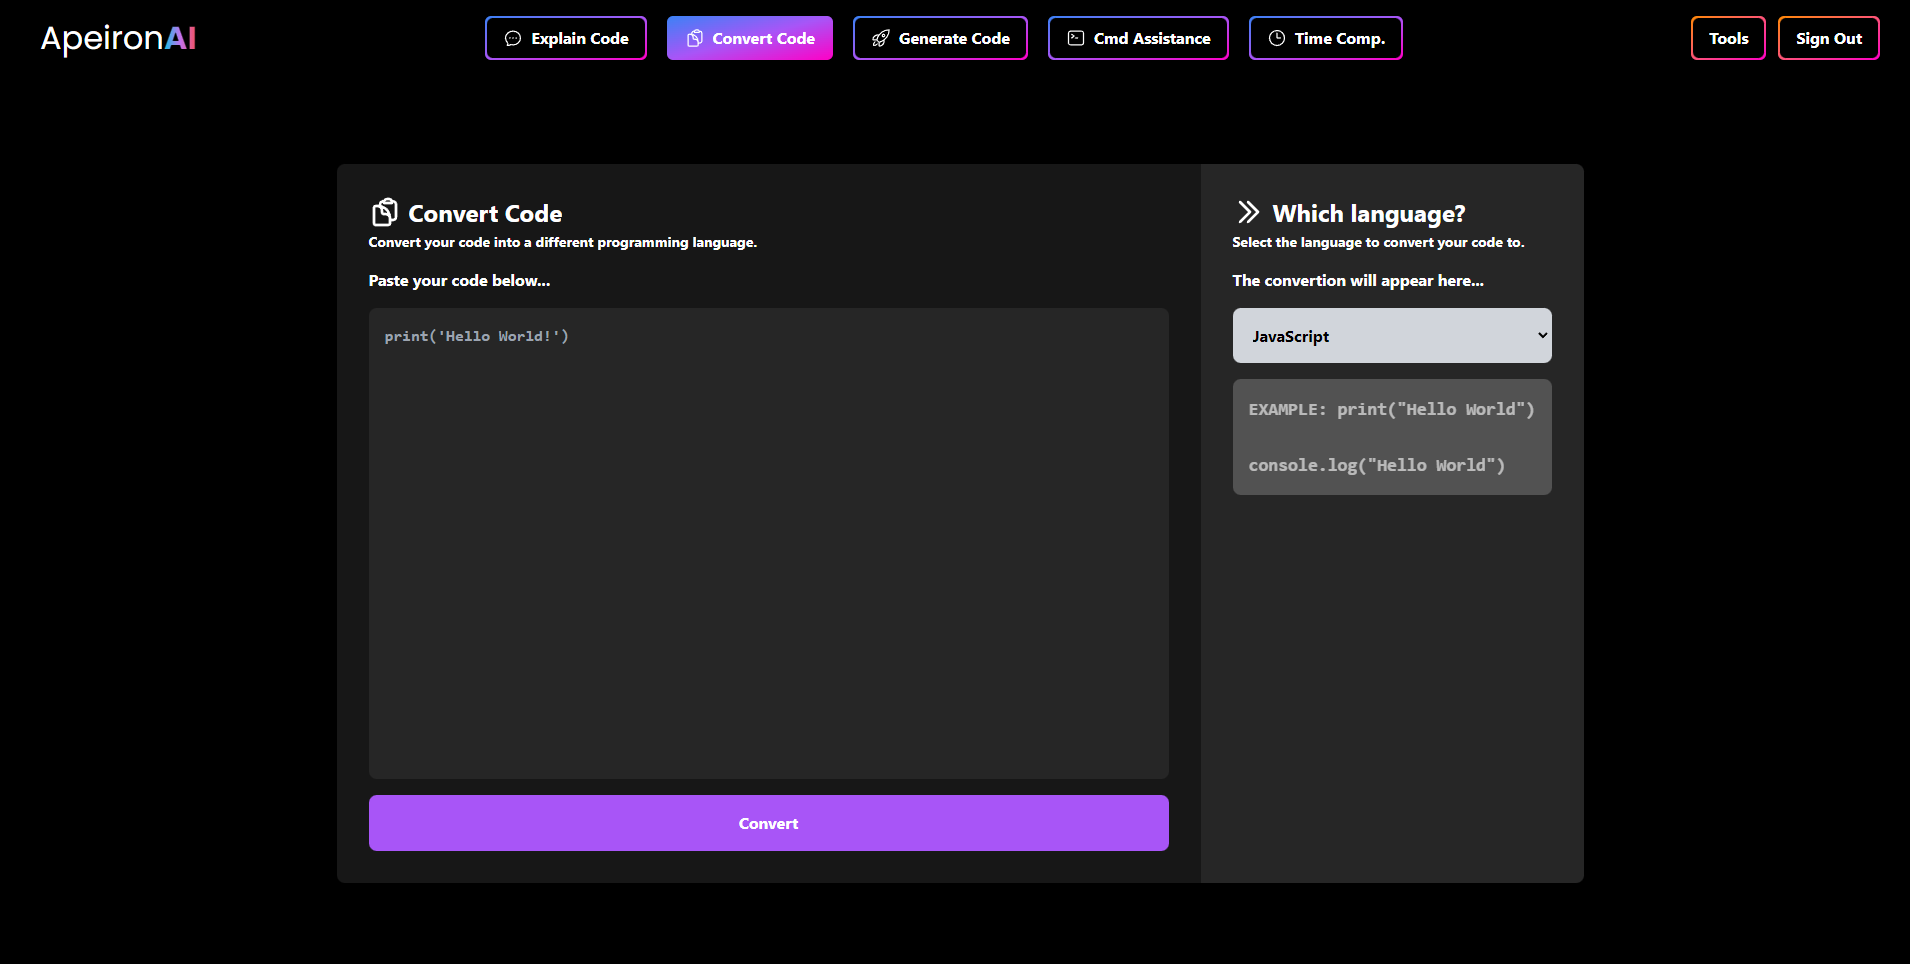 ApeironAI
Explain Code
Convert Code
Generate Code
Cmd Assistance
Time Comp.
Tools
Sign Out
Convert Code
Convert your code into a different programming language.
Paste your code below...
print('Hello World!')
Convert
Which language?
Select the language to convert your code to.
The convertion will appear here...
JavaScript
EXAMPLE: print("Hello World")
console.log("Hello World")